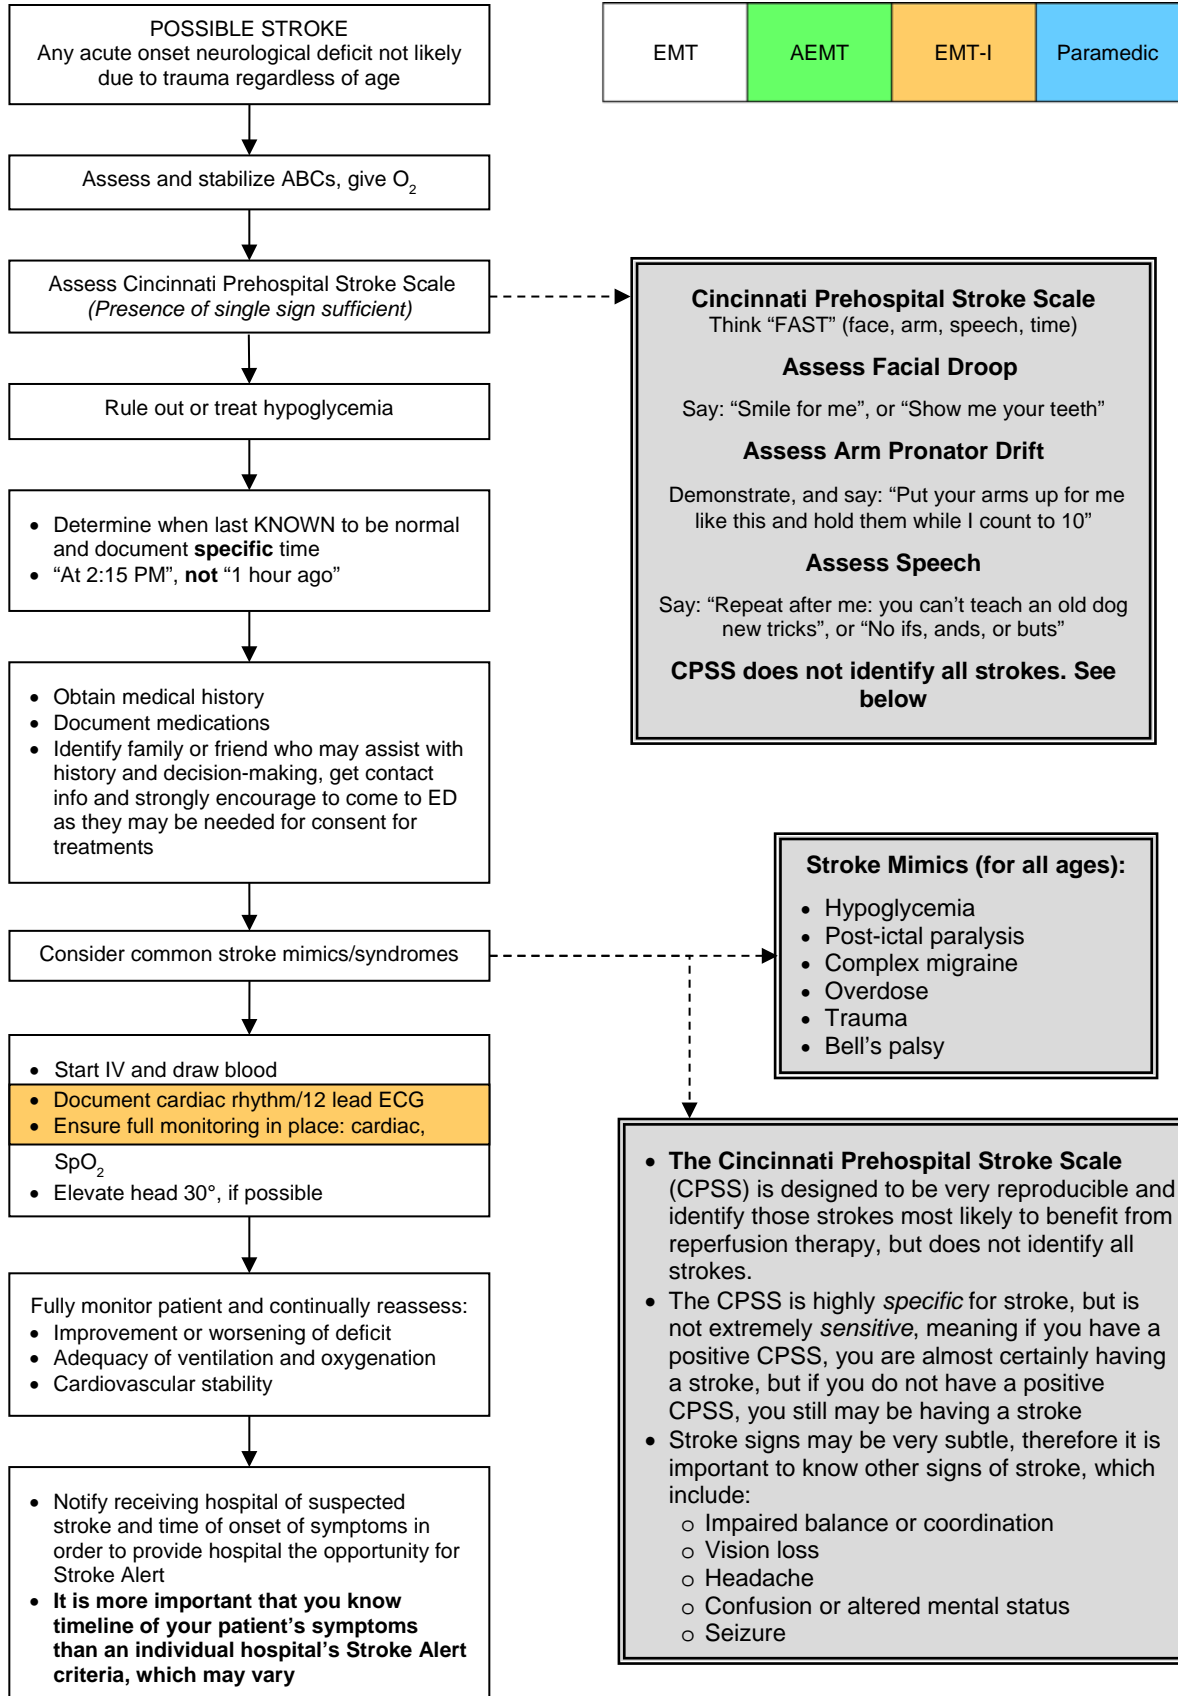 POSSIBLE STROKE
Any acute onset neurological deficit not likely
due to trauma regardless of age
EMT
AEMT
EMT-I
Paramedic
Assess and stabilize ABCs, give O₂
Assess Cincinnati Prehospital Stroke Scale
(Presence of single sign sufficient)
Rule out or treat hypoglycemia
• Determine when last KNOWN to be normal
and document specific time
• “At 2:15 PM”, not “1 hour ago”
• Obtain medical history
• Document medications
• Identify family or friend who may assist with
history and decision-making, get contact
info and strongly encourage to come to ED
as they may be needed for consent for
treatments
Consider common stroke mimics/syndromes
• Start IV and draw blood
• Document cardiac rhythm/12 lead ECG
• Ensure full monitoring in place: cardiac,
SpO₂
• Elevate head 30°, if possible
Fully monitor patient and continually reassess:
• Improvement or worsening of deficit
• Adequacy of ventilation and oxygenation
• Cardiovascular stability
• Notify receiving hospital of suspected
stroke and time of onset of symptoms in
order to provide hospital the opportunity for
Stroke Alert
• It is more important that you know
timeline of your patient’s symptoms
than an individual hospital’s Stroke Alert
criteria, which may vary
Cincinnati Prehospital Stroke Scale
Think “FAST” (face, arm, speech, time)
Assess Facial Droop
Say: “Smile for me”, or “Show me your teeth”
Assess Arm Pronator Drift
Demonstrate, and say: “Put your arms up for me
like this and hold them while I count to 10”
Assess Speech
Say: “Repeat after me: you can’t teach an old dog
new tricks”, or “No ifs, ands, or buts”
CPSS does not identify all strokes. See
below
Stroke Mimics (for all ages):
• Hypoglycemia
• Post-ictal paralysis
• Complex migraine
• Overdose
• Trauma
• Bell’s palsy
• The Cincinnati Prehospital Stroke Scale
(CPSS) is designed to be very reproducible and
identify those strokes most likely to benefit from
reperfusion therapy, but does not identify all
strokes.
• The CPSS is highly specific for stroke, but is
not extremely sensitive, meaning if you have a
positive CPSS, you are almost certainly having
a stroke, but if you do not have a positive
CPSS, you still may be having a stroke
• Stroke signs may be very subtle, therefore it is
important to know other signs of stroke, which
include:
o Impaired balance or coordination
o Vision loss
o Headache
o Confusion or altered mental status
o Seizure